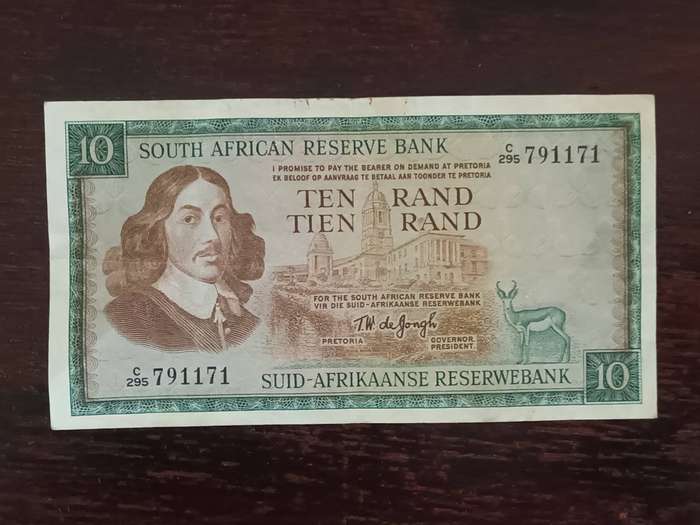 10
SOUTH AFRICAN RESERVE BANK
C/295 791171
I PROMISE TO PAY THE BEARER ON DEMAND AT PRETORIA
EK BELOOF OP AANVRAAG TE BETAAL AAN TOONDER TE PRETORIA
TEN RAND
TIEN RAND
FOR THE SOUTH AFRICAN RESERVE BANK
VIR DIE SUID-AFRIKAANSE RESERWEBANK
T.W. de Jongh
PRETORIA
GOVERNOR.
PRESIDENT.
C/295 791171
SUID-AFRIKAANSE RESERWEBANK
10